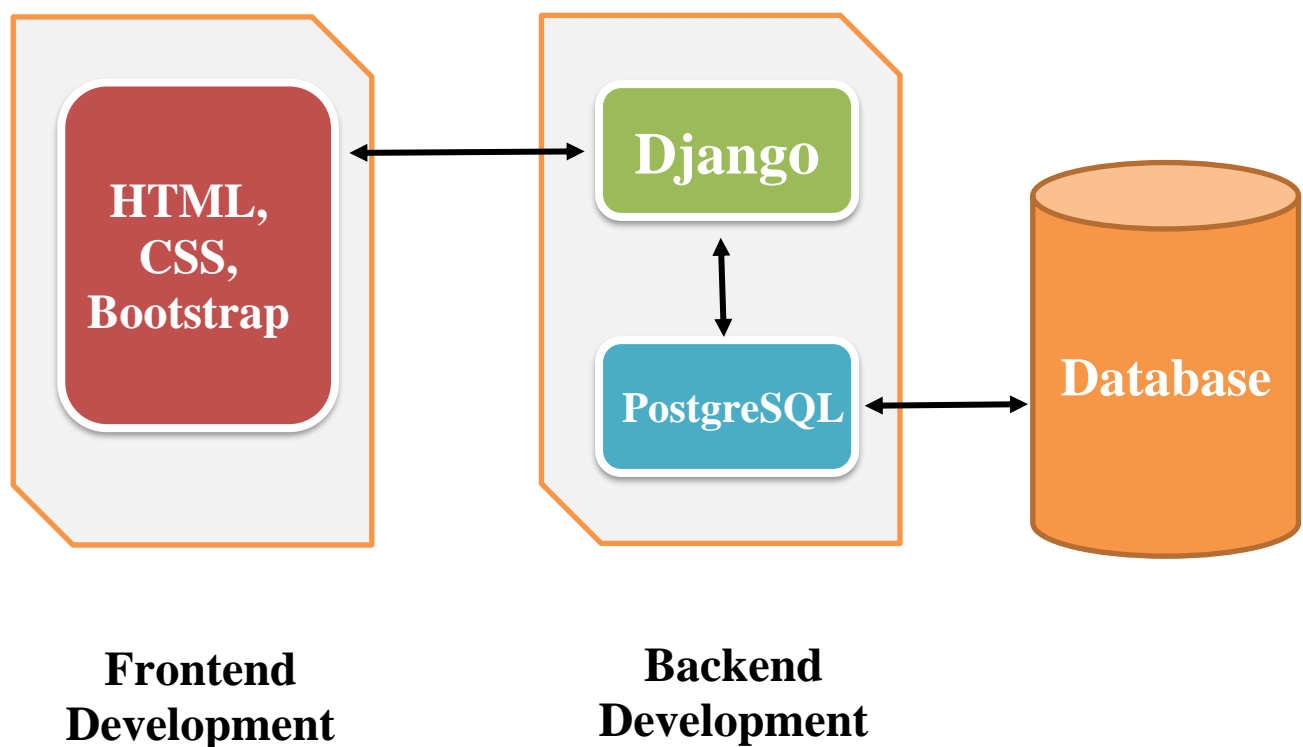 HTML,
CSS,
Bootstrap
Django
PostgreSQL
Database
Frontend
Development
Backend
Development